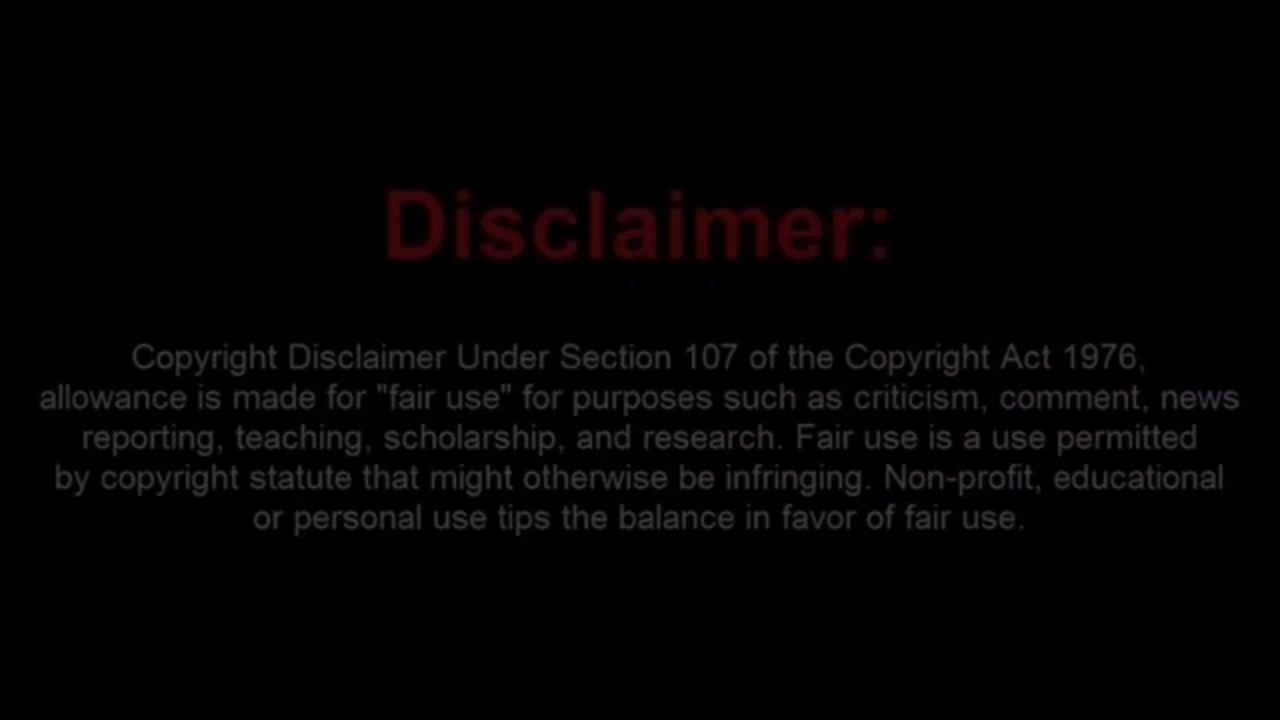 Disclaimer:
Copyright Disclaimer Under Section 107 of the Copyright Act 1976,
allowance is made for "fair use" for purposes such as criticism, comment, news
reporting, teaching, scholarship, and research. Fair use is a use permitted
by copyright statute that might otherwise be infringing. Non-profit, educational
or personal use tips the balance in favor of fair use.